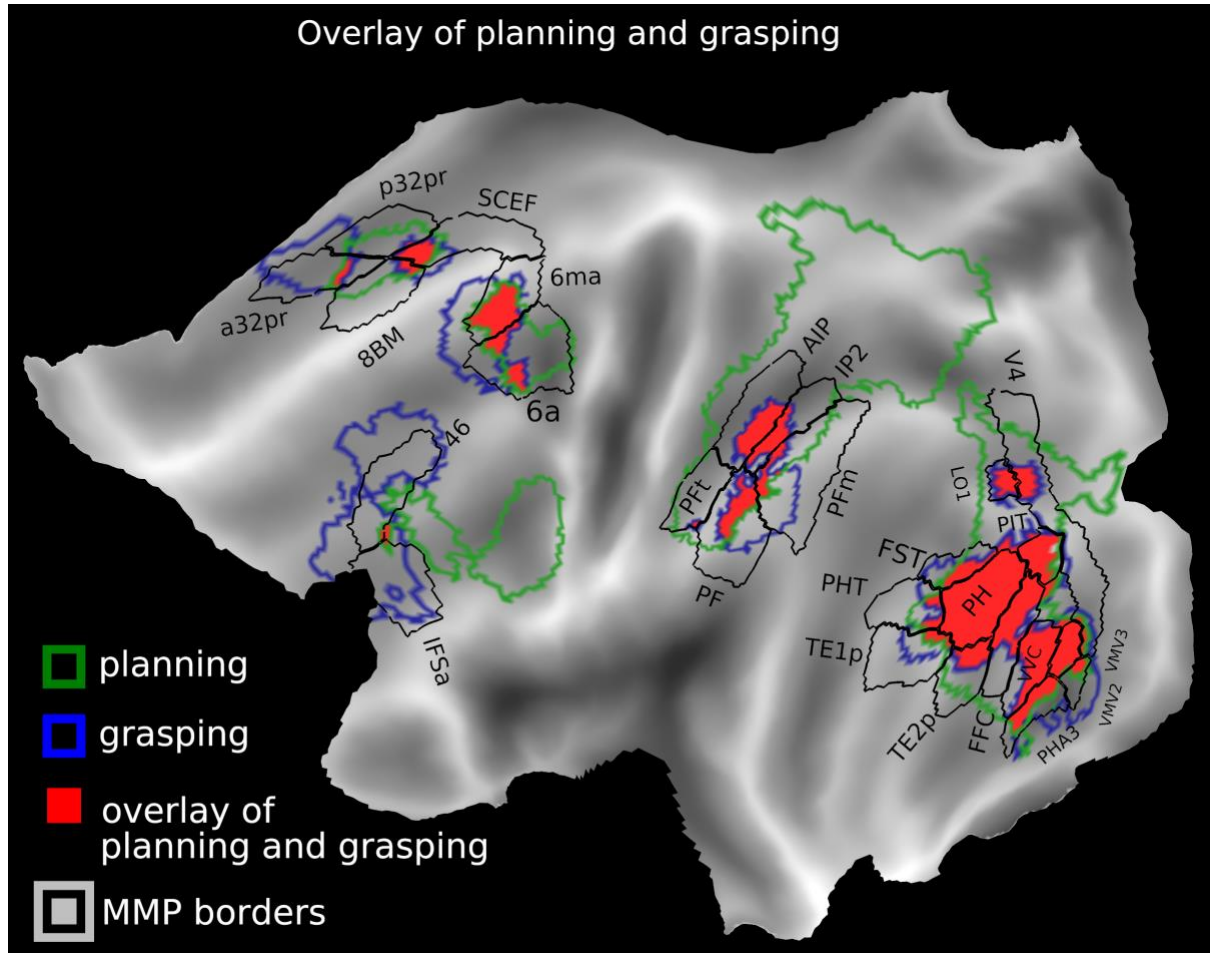 Overlay of planning and grasping
p32pr
SCEF
a32pr
8BM
6ma
6a
46
IFSa
AIP
IP2
PFt
PFm
PF
V4
LO1
PIT
FST
PHT
PH
TE1p
TE2p
FFC
VVC
VMV3
VMV2
PHA3
planning
grasping
overlay of
planning and grasping
MMP borders